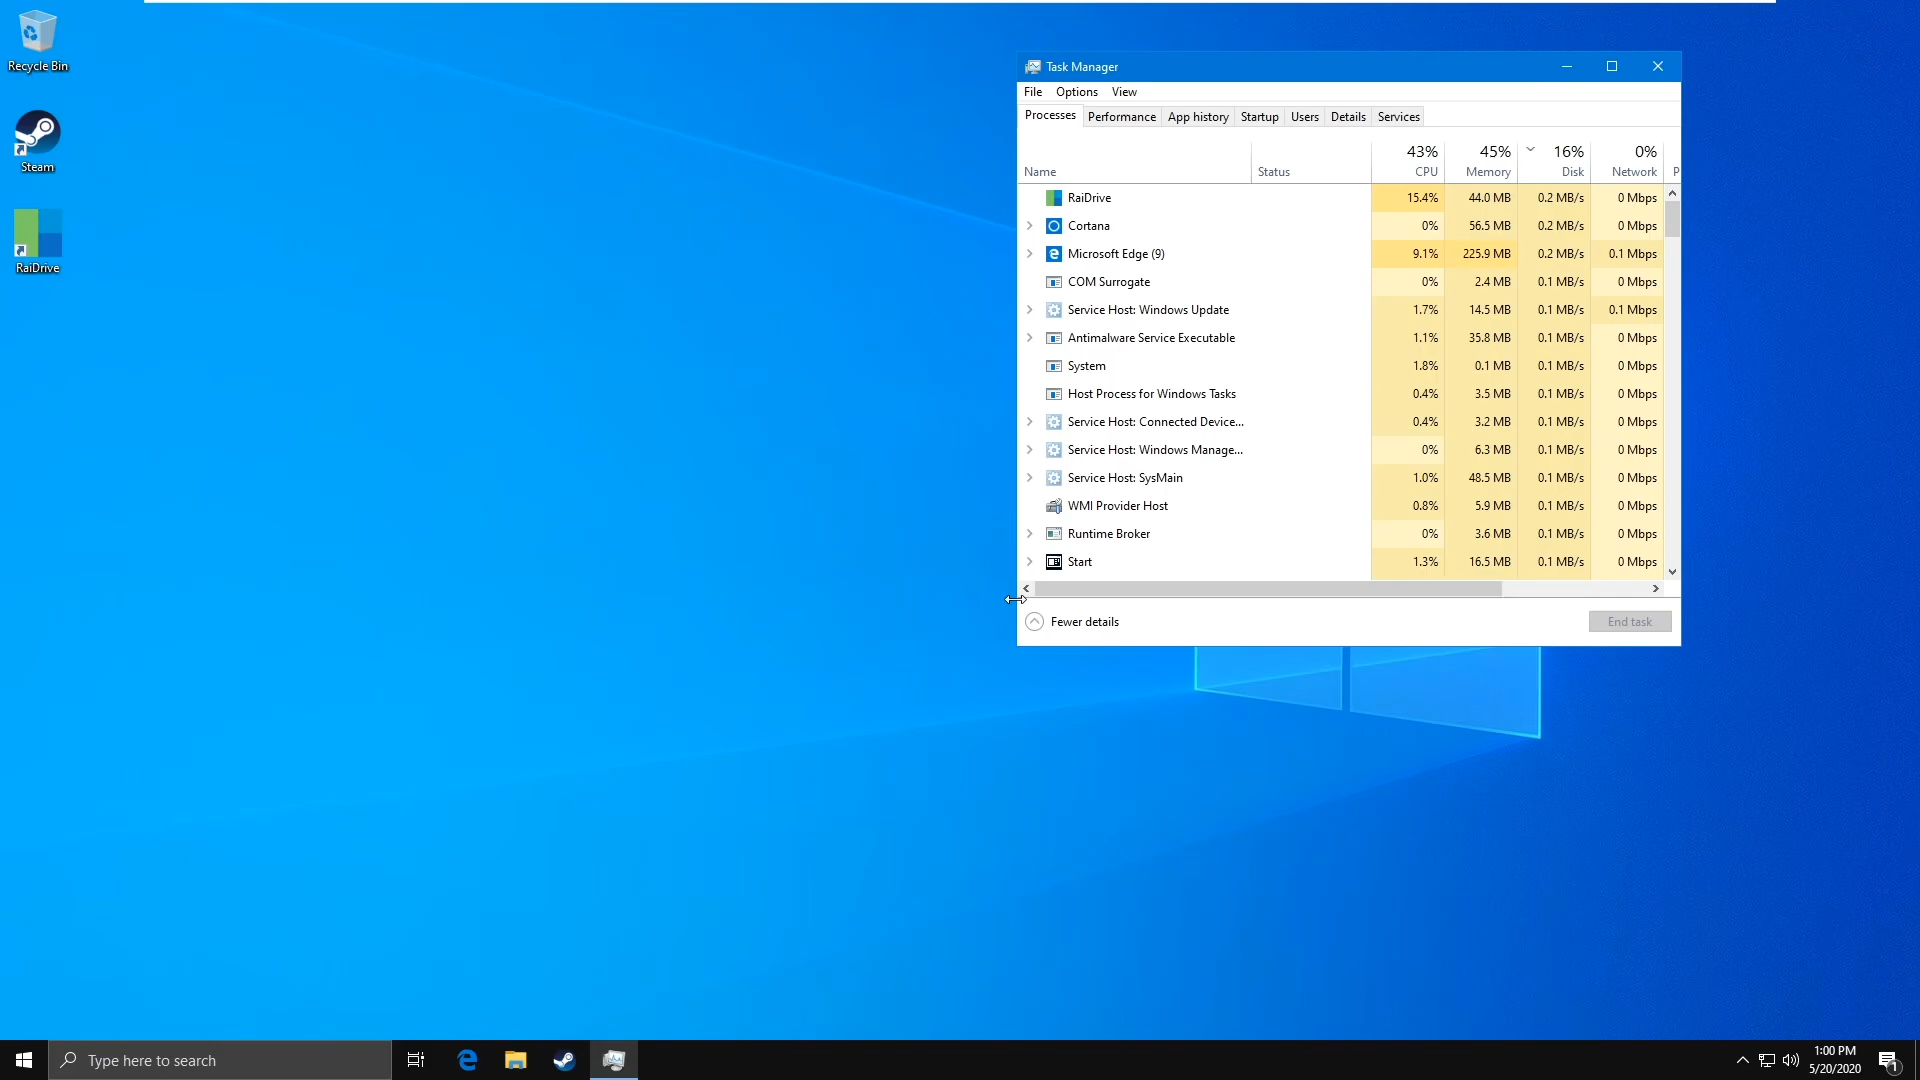 Recycle Bin
Steam
RaiDrive
Task Manager
File Options View
Processes Performance App history Startup Users Details Services
43% 45% 16% 0%
Name Status CPU Memory Disk Network P
RaiDrive 15.4% 44.0 MB 0.2 MB/s 0 Mbps
Cortana 0% 56.5 MB 0.2 MB/s 0 Mbps
Microsoft Edge (9) 9.1% 225.9 MB 0.2 MB/s 0.1 Mbps
COM Surrogate 0% 2.4 MB 0.1 MB/s 0 Mbps
Service Host: Windows Update 1.7% 14.5 MB 0.1 MB/s 0.1 Mbps
Antimalware Service Executable 1.1% 35.8 MB 0.1 MB/s 0 Mbps
System 1.8% 0.1 MB 0.1 MB/s 0 Mbps
Host Process for Windows Tasks 0.4% 3.5 MB 0.1 MB/s 0 Mbps
Service Host: Connected Device... 0.4% 3.2 MB 0.1 MB/s 0 Mbps
Service Host: Windows Manage... 0% 6.3 MB 0.1 MB/s 0 Mbps
Service Host: SysMain 1.0% 48.5 MB 0.1 MB/s 0 Mbps
WMI Provider Host 0.8% 5.9 MB 0.1 MB/s 0 Mbps
Runtime Broker 0% 3.6 MB 0.1 MB/s 0 Mbps
Start 1.3% 16.5 MB 0.1 MB/s 0 Mbps
Fewer details End task
Type here to search
1:00 PM
5/20/2020
1